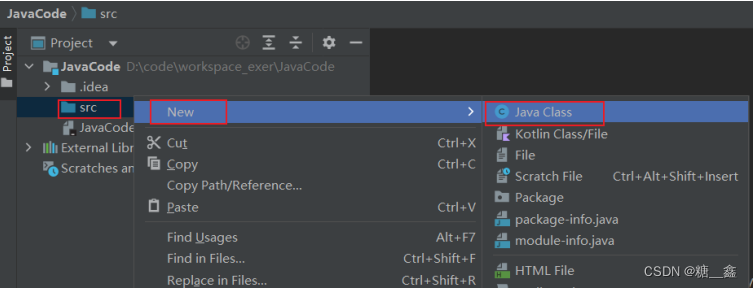 JavaCode src
Project
Project
JavaCode D:\code\workspace_exer\JavaCode
.idea
src
JavaCode
External Libr
Scratches an
New
Cut Ctrl+X
Copy Ctrl+C
Copy Path/Reference...
Paste Ctrl+V
Find Usages Alt+F7
Find in Files... Ctrl+Shift+F
Replace in Files... Ctrl+Shift+R
Java Class
Kotlin Class/File
File
Scratch File Ctrl+Alt+Shift+Insert
Package
package-info.java
module-info.java
HTML File
CSDN @糖__鑫